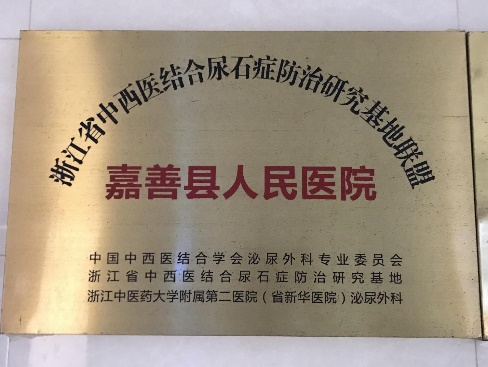 浙江省中西医结合尿石症防治研究基地联盟
嘉善县人民医院
中国中西医结合学会泌尿外科专业委员会
浙江省中西医结合尿石症防治研究基地
浙江中医药大学附属第二医院（省新华医院）泌尿外科